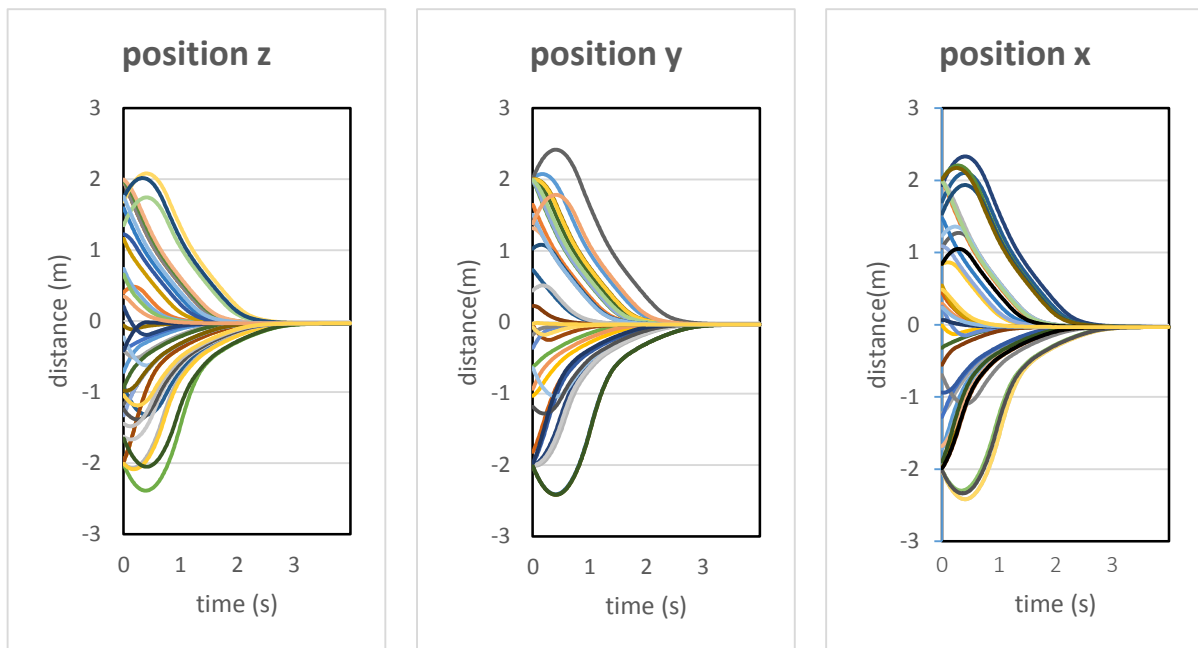 position z
3
2
1
0
-1
-2
-3
0 1 2 3
distance (m)
time (s)
position y
3
2
1
0
-1
-2
-3
0 1 2 3
distance(m)
time (s)
position x
3
2
1
0
-1
-2
-3
0 1 2 3
distance(m)
time (s)